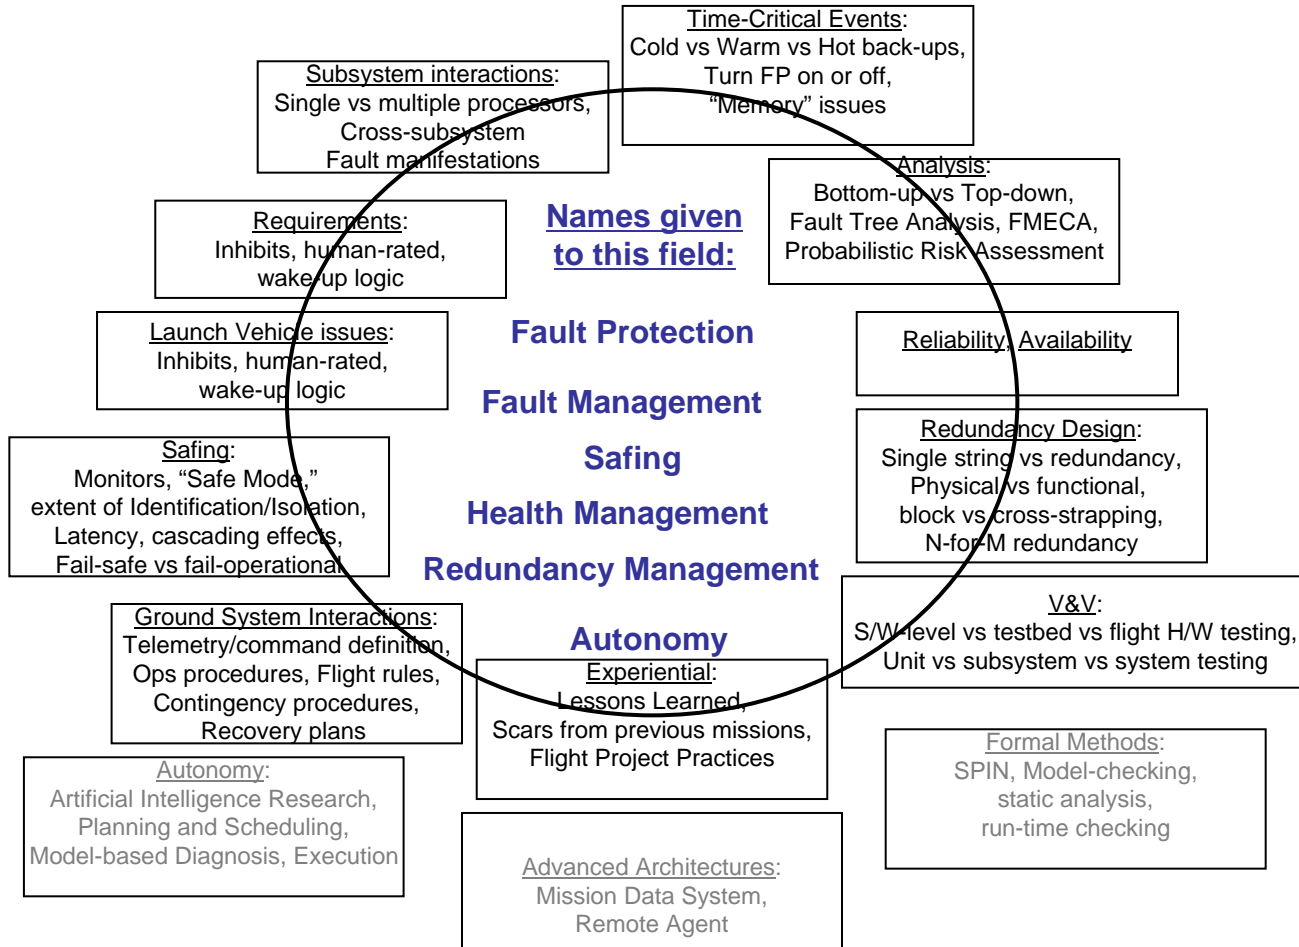 Time-Critical Events:
Cold vs Warm vs Hot back-ups,
Turn FP on or off,
“Memory” issues
Subsystem interactions:
Single vs multiple processors,
Cross-subsystem
Fault manifestations
Analysis:
Bottom-up vs Top-down,
Fault Tree Analysis, FMECA,
Probabilistic Risk Assessment
Requirements:
Inhibits, human-rated,
wake-up logic
Names given
to this field:
Fault Protection
Fault Management
Safing
Health Management
Redundancy Management
Autonomy
Launch Vehicle issues:
Inhibits, human-rated,
wake-up logic
Reliability, Availability
Safing:
Monitors, “Safe Mode,”
extent of Identification/Isolation,
Latency, cascading effects,
Fail-safe vs fail-operational
Redundancy Design:
Single string vs redundancy,
Physical vs functional,
block vs cross-strapping,
N-for-M redundancy
Ground System Interactions:
Telemetry/command definition,
Ops procedures, Flight rules,
Contingency procedures,
Recovery plans
V&V:
S/W-level vs testbed vs flight H/W testing,
Unit vs subsystem vs system testing
Experiential:
Lessons Learned,
Scars from previous missions,
Flight Project Practices
Autonomy:
Artificial Intelligence Research,
Planning and Scheduling,
Model-based Diagnosis, Execution
Formal Methods:
SPIN, Model-checking,
static analysis,
run-time checking
Advanced Architectures:
Mission Data System,
Remote Agent